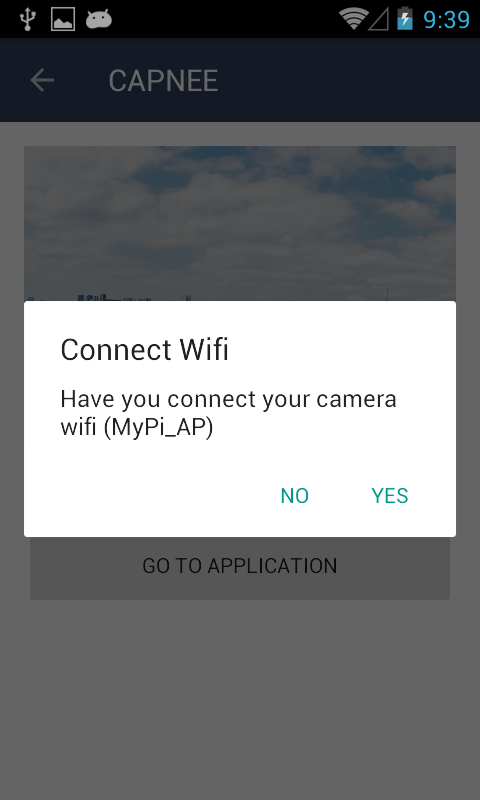 9:39
CAPNEE
Connect Wifi
Have you connect your camera
wifi (MyPi_AP)
NO YES
GO TO APPLICATION